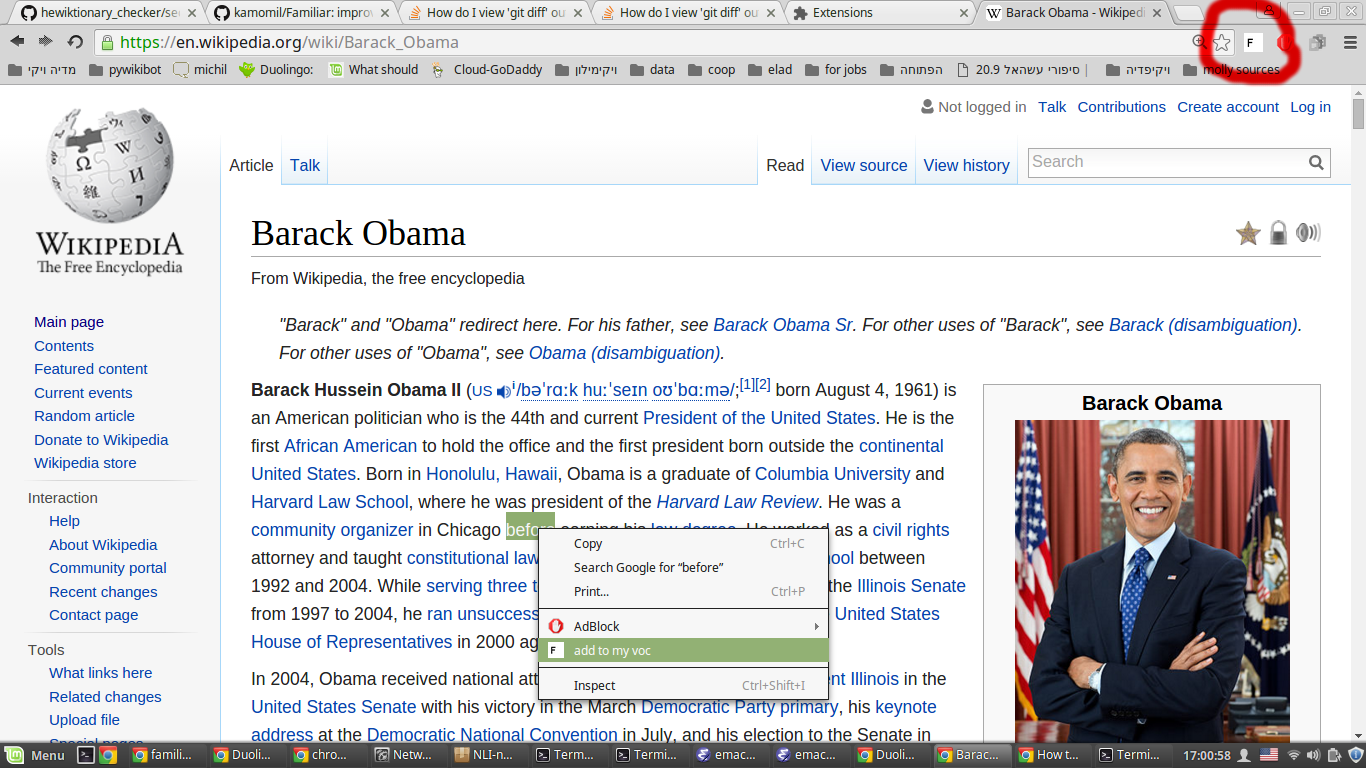 hewiktionary_checker/se
kamomil/Familiar: improv
How do I view 'git diff' ou
How do I view 'git diff' ou
Extensions
Barack Obama - Wikipedi
https://en.wikipedia.org/wiki/Barack_Obama
F
מדיה ויקי
pywikibot
michil
Duolingo:
What should
Cloud-GoDaddy
ויקימילון
data
coop
elad
for jobs
הפתוחה
סיפורי עשהאל 20.9 |
ויקיפדיה
molly sources
Not logged in Talk Contributions Create account Log in
Article Talk Read View source View history Search
WIKIPEDIA
The Free Encyclopedia
Main page
Contents
Featured content
Current events
Random article
Donate to Wikipedia
Wikipedia store
Interaction
Help
About Wikipedia
Community portal
Recent changes
Contact page
Tools
What links here
Related changes
Upload file
Special pages
Barack Obama
From Wikipedia, the free encyclopedia
"Barack" and "Obama" redirect here. For his father, see Barack Obama Sr. For other uses of "Barack", see Barack (disambiguation).
For other uses of "Obama", see Obama (disambiguation).
Barack Hussein Obama II (US i/bəˈrɑːk huːˈseɪn oʊˈbɑːmə/;[1][2] born August 4, 1961) is
an American politician who is the 44th and current President of the United States. He is the
first African American to hold the office and the first president born outside the continental
United States. Born in Honolulu, Hawaii, Obama is a graduate of Columbia University and
Harvard Law School, where he was president of the Harvard Law Review. He was a
community organizer in Chicago before earning his law degree. He worked as a civil rights
attorney and taught constitutional law ool between
1992 and 2004. While serving three t the Illinois Senate
from 1997 to 2004, he ran unsuccess United States
House of Representatives in 2000 ag
In 2004, Obama received national att nt Illinois in the
United States Senate with his victory in the March Democratic Party primary, his keynote
address at the Democratic National Convention in July, and his election to the Senate in
Copy Ctrl+C
Search Google for “before”
Print... Ctrl+P
AdBlock
F add to my voc
Inspect Ctrl+Shift+I
Barack Obama
Menu
famili...
Duoli...
chro...
Netw...
NLI-n...
Term...
Termi...
emac...
emac...
Duoli...
Barac...
How t...
Termi...
17:00:58